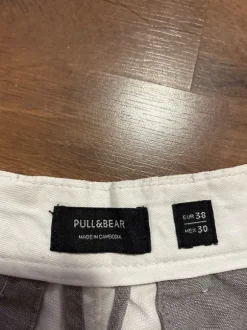 PULL&BEAR
MADE IN CAMBODIA
EUR 38
MEX 30